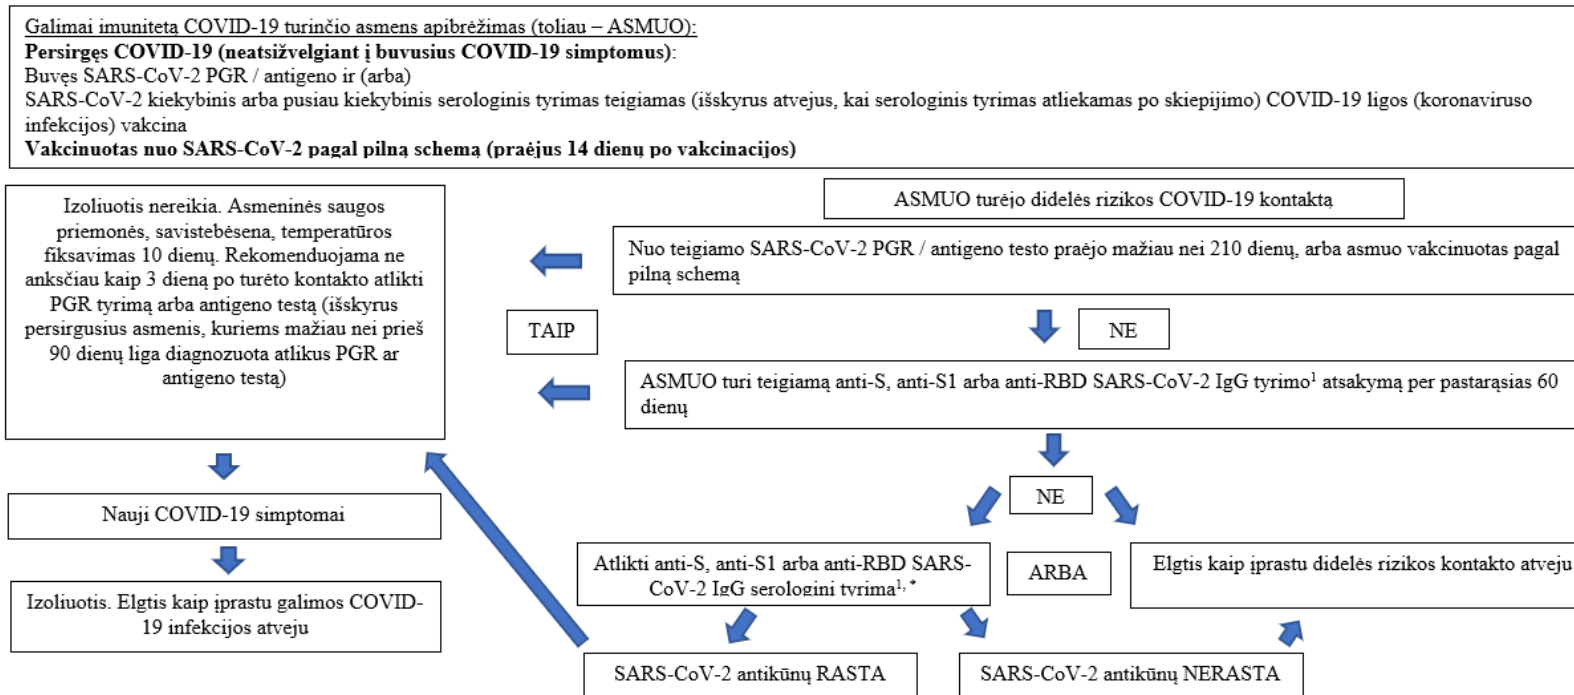 Galimai imunitetą COVID-19 turinčio asmens apibrėžimas (toliau – ASMUO):
Persirgęs COVID-19 (neatsižvelgiant į buvusius COVID-19 simptomus):
Buvęs SARS-CoV-2 PGR / antigeno ir (arba)
SARS-CoV-2 kiekybinis arba pusiau kiekybinis serologinis tyrimas teigiamas (išskyrus atvejus, kai serologinis tyrimas atliekamas po skiepijimo) COVID-19 ligos (koronaviruso
infekcijos) vakcina
Vakcinuotas nuo SARS-CoV-2 pagal pilną schemą (praėjus 14 dienų po vakcinacijos)
ASMUO turėjo didelės rizikos COVID-19 kontaktą
Nuo teigiamo SARS-CoV-2 PGR / antigeno testo praėjo mažiau nei 210 dienų, arba asmuo vakcinuotas pagal
pilną schemą
Izoliuotis nereikia. Asmeninės saugos
priemonės, savistebėsena, temperatūros
fiksavimas 10 dienų. Rekomenduojama ne
anksčiau kaip 3 dieną po turėto kontakto atlikti
PGR tyrimą arba antigeno testą (išskyrus
persirgusius asmenis, kuriems mažiau nei prieš
90 dienų liga diagnozuota atlikus PGR ar
antigeno testą)
TAIP
NE
ASMUO turi teigiamą anti-S, anti-S1 arba anti-RBD SARS-CoV-2 IgG tyrimo¹ atsakymą per pastarąsias 60
dienų
NE
Nauji COVID-19 simptomai
Atlikti anti-S, anti-S1 arba anti-RBD SARS-
CoV-2 IgG serologini tyrima¹, *
ARBA
Elgtis kaip įprastu didelės rizikos kontakto atveju
Izoliuotis. Elgtis kaip įprastu galimos COVID-
19 infekcijos atveju
SARS-CoV-2 antikūnų RASTA
SARS-CoV-2 antikūnų NERASTA